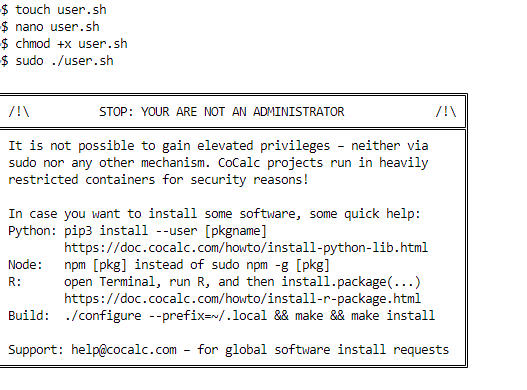 $ touch user.sh
$ nano user.sh
$ chmod +x user.sh
$ sudo ./user.sh
/!\ STOP: YOUR ARE NOT AN ADMINISTRATOR /!\
It is not possible to gain elevated privileges – neither via
sudo nor any other mechanism. CoCalc projects run in heavily
restricted containers for security reasons!
In case you want to install some software, some quick help:
Python: pip3 install --user [pkgname]
https://doc.cocalc.com/howto/install-python-lib.html
Node: npm [pkg] instead of sudo npm -g [pkg]
R: open Terminal, run R, and then install.package(...)
https://doc.cocalc.com/howto/install-r-package.html
Build: ./configure --prefix=~/.local && make && make install
Support: help@cocalc.com – for global software install requests